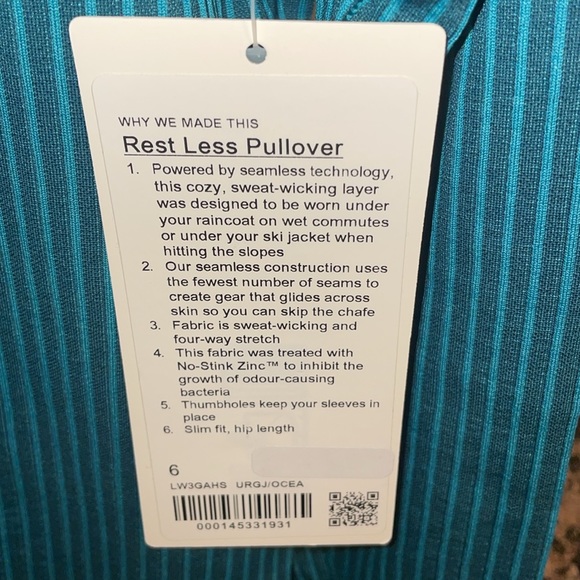 WHY WE MADE THIS
Rest Less Pullover
1. Powered by seamless technology,
this cozy, sweat-wicking layer
was designed to be worn under
your raincoat on wet commutes
or under your ski jacket when
hitting the slopes
2. Our seamless construction uses
the fewest number of seams to
create gear that glides across
skin so you can skip the chafe
3. Fabric is sweat-wicking and
four-way stretch
4. This fabric was treated with
No-Stink Zinc™ to inhibit the
growth of odour-causing
bacteria
5. Thumbholes keep your sleeves in
place
6. Slim fit, hip length
6
LW3GAHS URGJ/OCEA
000145331931